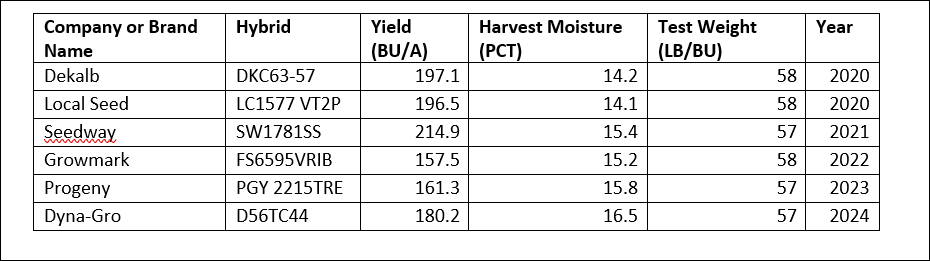 Company or Brand Name Hybrid Yield (BU/A) Harvest Moisture (PCT) Test Weight (LB/BU) Year
Dekalb DKC63-57 197.1 14.2 58 2020
Local Seed LC1577 VT2P 196.5 14.1 58 2020
Seedway SW1781SS 214.9 15.4 57 2021
Growmark FS6595VRIB 157.5 15.2 58 2022
Progeny PGY 2215TRE 161.3 15.8 57 2023
Dyna-Gro D56TC44 180.2 16.5 57 2024